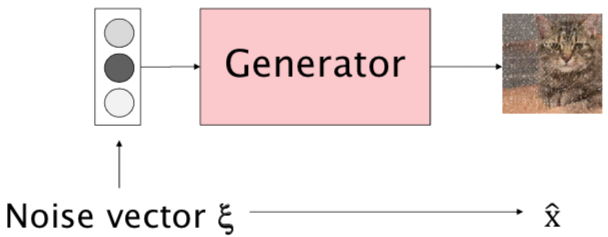 Generator
Noise vector ξ
x̂